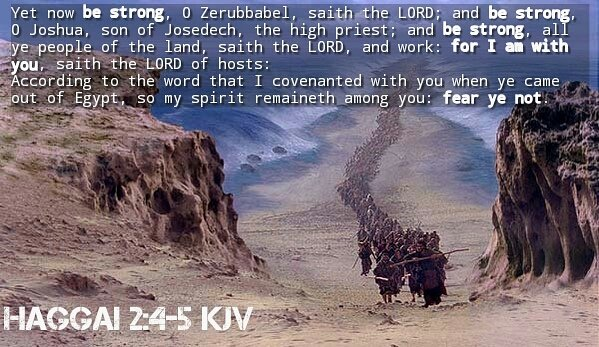 Yet now be strong, O Zerubbabel, saith the LORD; and be strong,
O Joshua, son of Josedech, the high priest; and be strong, all
ye people of the land, saith the LORD, and work: for I am with
you, saith the LORD of hosts:
According to the word that I covenanted with you when ye came
out of Egypt, so my spirit remaineth among you: fear ye not.
HAGGAI 2:4-5 KJV